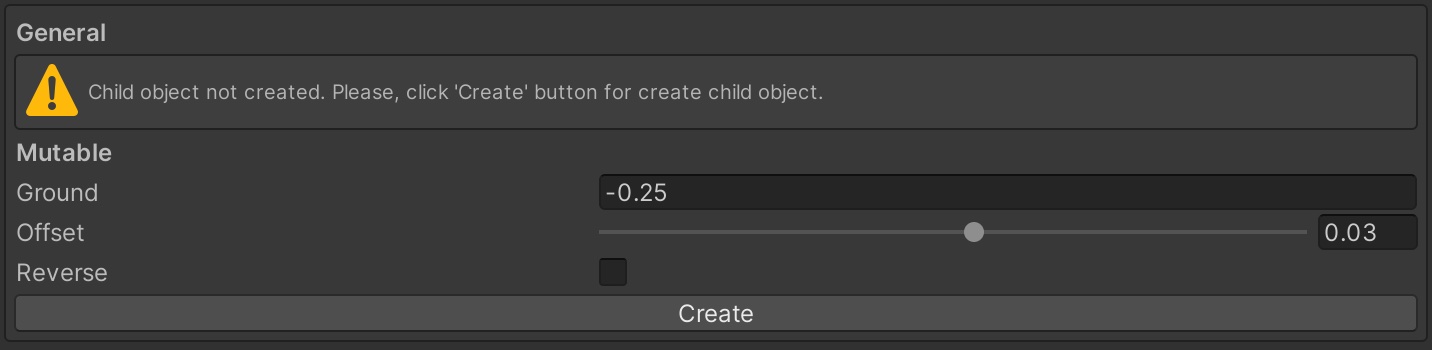 General
Child object not created. Please, click 'Create' button for create child object.
Mutable
Ground -0.25
Offset 0.03
Reverse
Create